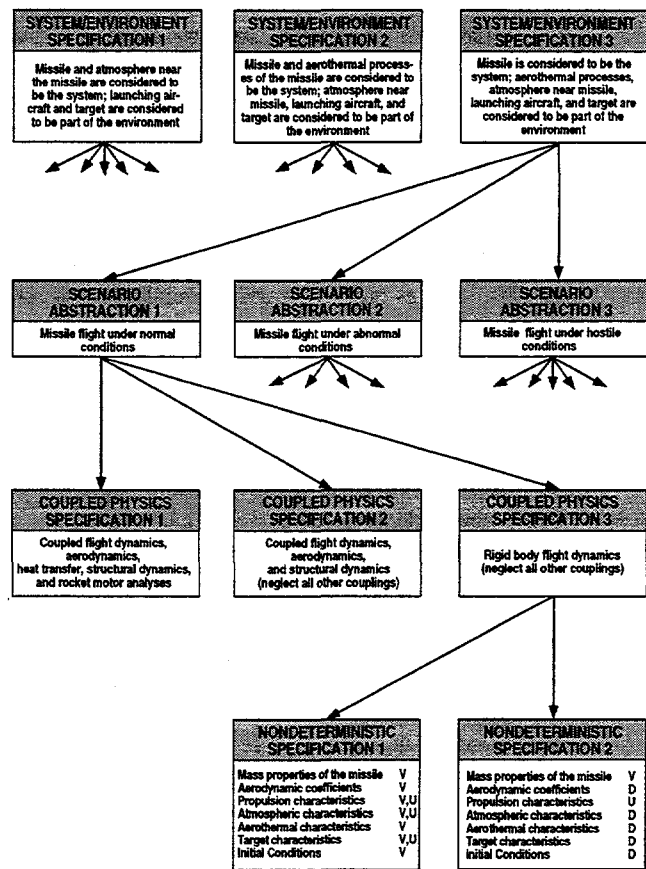 SYSTEM/ENVIRONMENT
SPECIFICATION 1
Missile and atmosphere near
the missile are considered to
be the system; launching air-
craft and target are considered
to be part of the environment
SYSTEM/ENVIRONMENT
SPECIFICATION 2
Missile and aerothermal process-
es of the missile are considered to
be the system; atmosphere near
missile, launching aircraft, and
target are considered to be part of
the environment
SYSTEM/ENVIRONMENT
SPECIFICATION 3
Missile is considered to be the
system; aerothermal processes,
atmosphere near missile,
launching aircraft, and target are
considered to be part of the
environment
SCENARIO
ABSTRACTION 1
Missile flight under normal
conditions
SCENARIO
ABSTRACTION 2
Missile flight under abnormal
conditions
SCENARIO
ABSTRACTION 3
Missile flight under hostile
conditions
COUPLED PHYSICS
SPECIFICATION 1
Coupled flight dynamics,
aerodynamics,
heat transfer, structural dynamics,
and rocket motor analyses
COUPLED PHYSICS
SPECIFICATION 2
Coupled flight dynamics,
aerodynamics,
and structural dynamics
(neglect all other couplings)
COUPLED PHYSICS
SPECIFICATION 3
Rigid body flight dynamics
(neglect all other couplings)
NONDETERMINISTIC
SPECIFICATION 1
Mass properties of the missile V
Aerodynamic coefficients V
Propulsion characteristics V,U
Atmospheric characteristics V,U
Aerothermal characteristics V
Target characteristics V,U
Initial Conditions V
NONDETERMINISTIC
SPECIFICATION 2
Mass properties of the missile V
Aerodynamic coefficients D
Propulsion characteristics U
Atmospheric characteristics D
Aerothermal characteristics D
Target characteristics D
Initial Conditions D